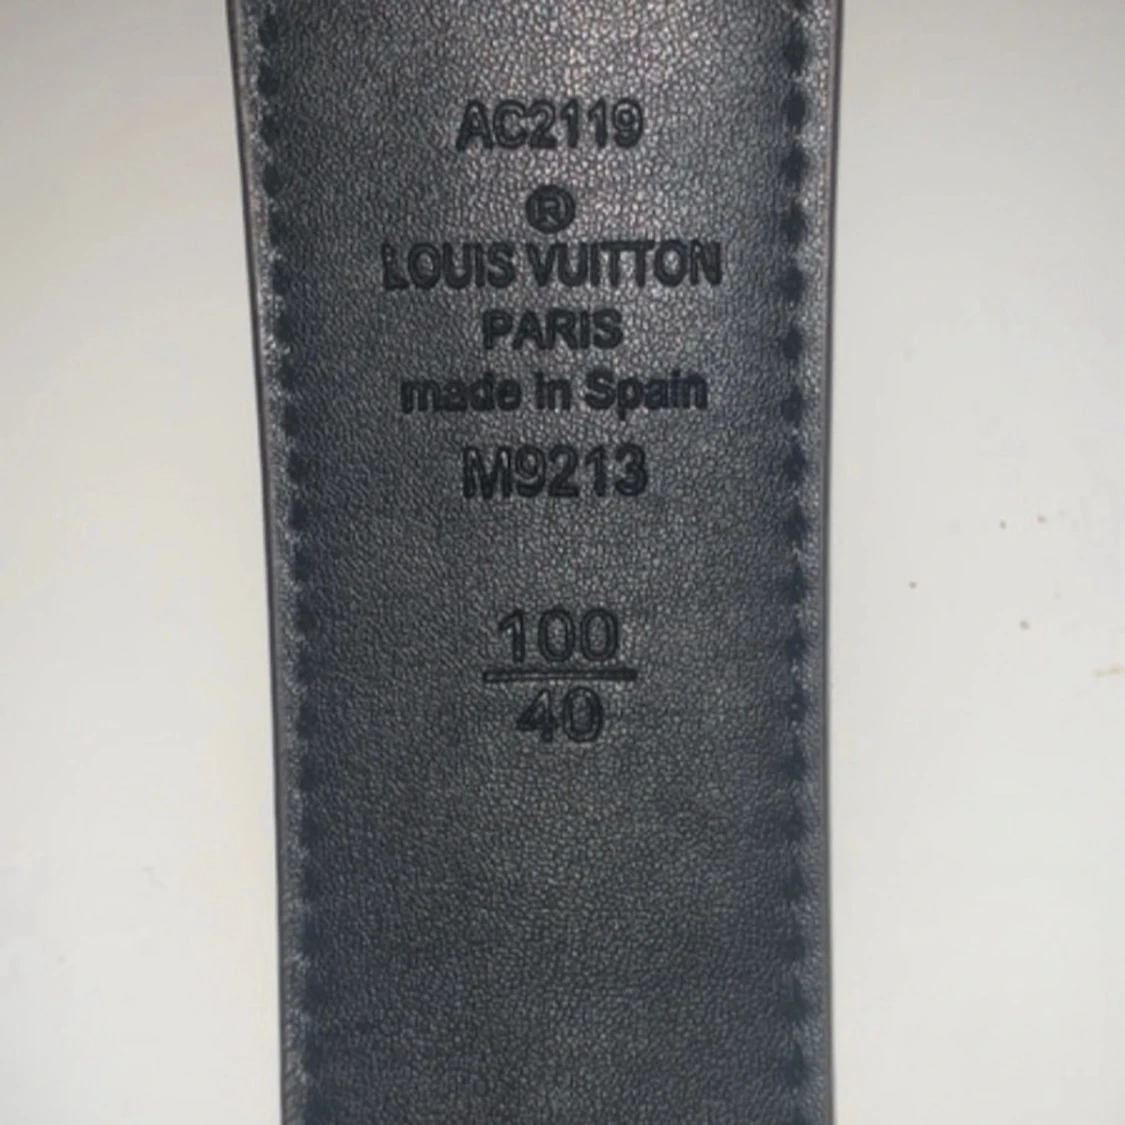 AC2119
®
LOUIS VUITTON
PARIS
made in Spain
M9213
100
40